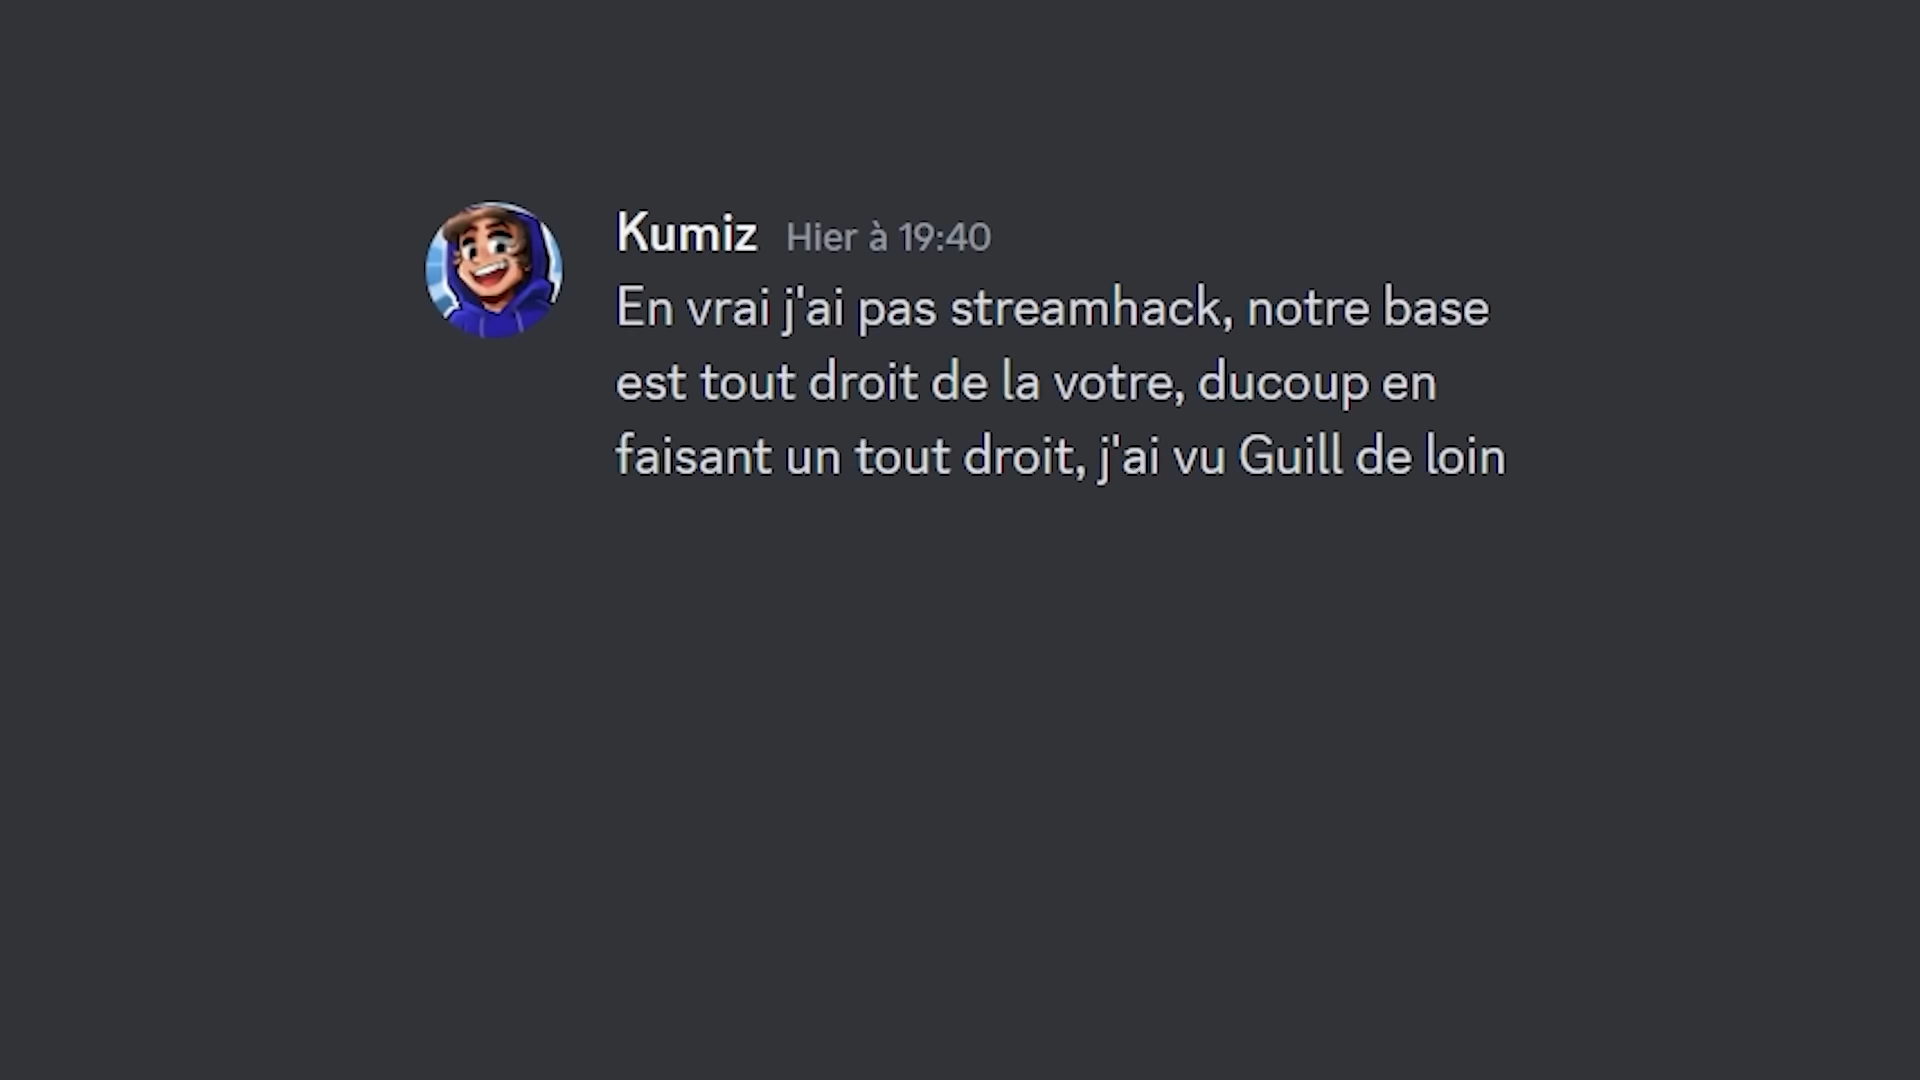 Kumiz Hier à 19:40
En vrai j'ai pas streamhack, notre base
est tout droit de la votre, ducoup en
faisant un tout droit, j'ai vu Guill de loin